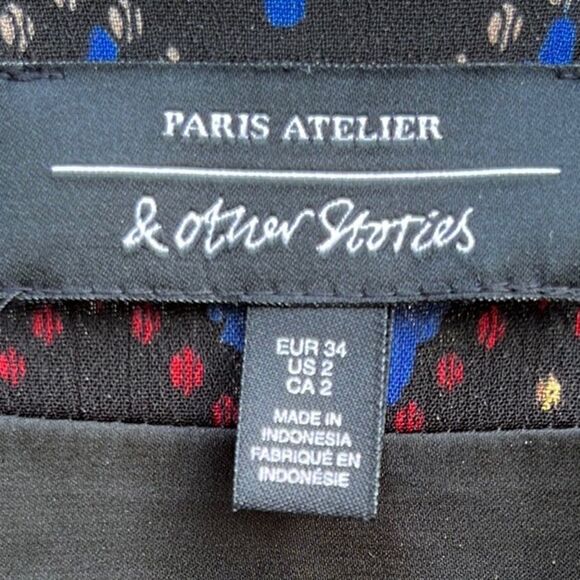 PARIS ATELIER
& other Stories
EUR 34
US 2
CA 2
MADE IN
INDONESIA
FABRIQUÉ EN
INDONÉSIE